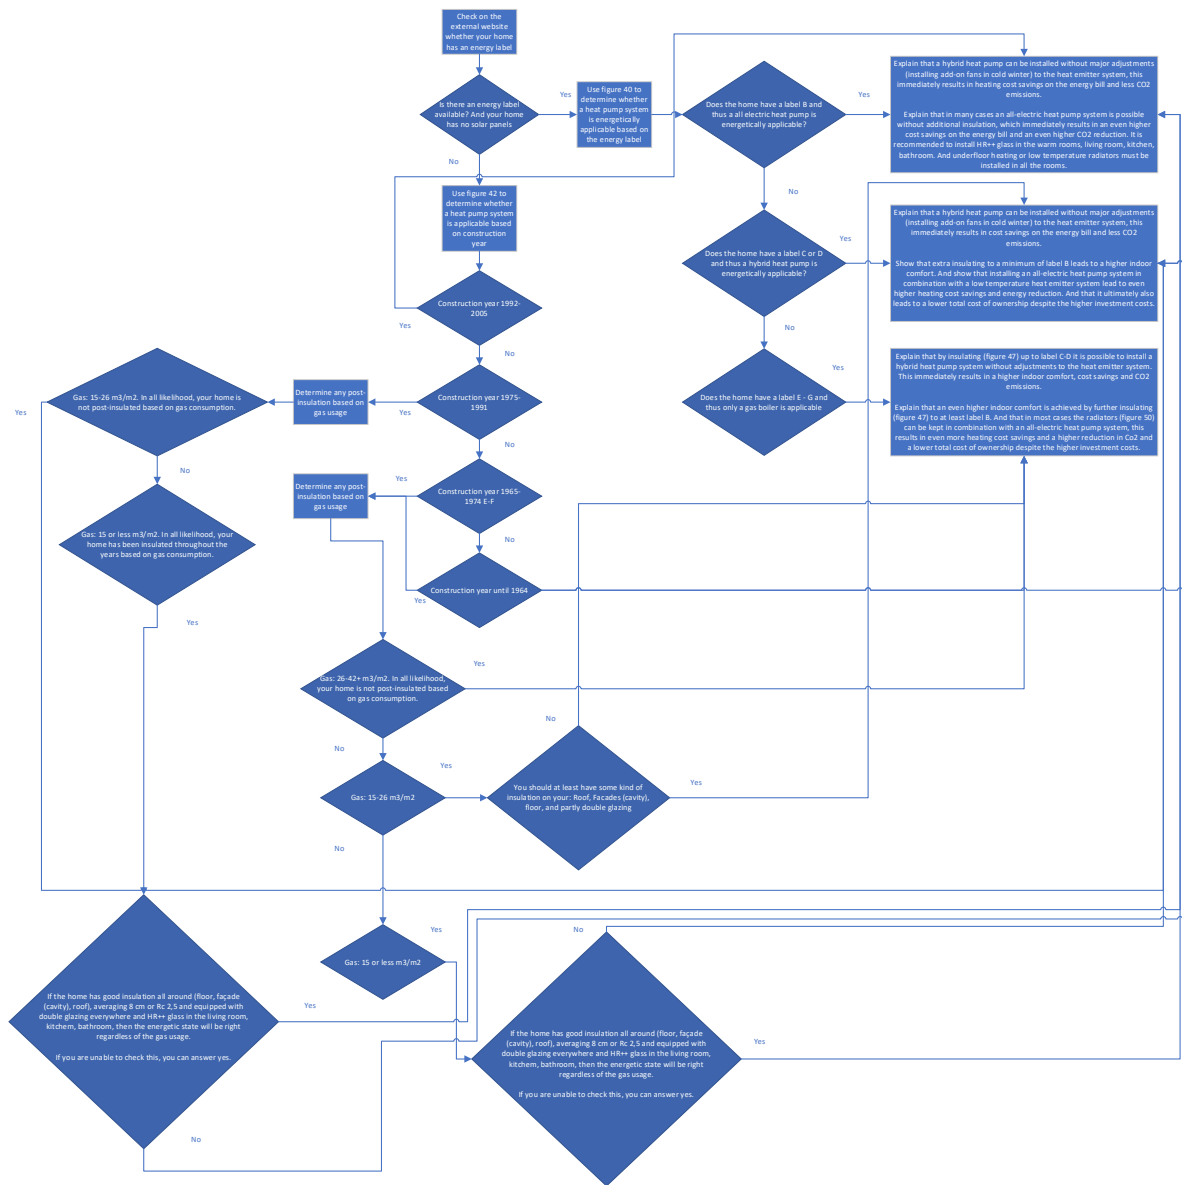 Check on the
external website
whether your home
has an energy label
Is there an energy label
available? And your home
has no solar panels
Yes
No
Use figure 40 to
determine whether
a heat pump system
is energetically
applicable based on
the energy label
Does the home have a label B and
thus a all electric heat pump is
energetically applicable?
Yes
No
Explain that a hybrid heat pump can be installed without major adjustments
(installing add-on fans in cold winter) to the heat emitter system, this
immediately results in heating cost savings on the energy bill and less CO2
emissions.
Explain that in many cases an all-electric heat pump system is possible
without additional insulation, which immediately results in an even higher
cost savings on the energy bill and an even higher CO2 reduction. It is
recommended to install HR++ glass in the warm rooms, living room, kitchen,
bathroom. And underfloor heating or low temperature radiators must be
installed in all the rooms.
Use figure 42 to
determine whether
a heat pump system
is applicable based
on construction
year
Does the home have a label C or D
and thus a hybrid heat pump is
energetically applicable?
Yes
No
Explain that a hybrid heat pump can be installed without major adjustments
(installing add-on fans in cold winter) to the heat emitter system, this
immediately results in cost savings on the energy bill and less CO2
emissions.
Show that extra insulating to a minimum of label B leads to a higher indoor
comfort. And show that installing an all-electric heat pump system in
combination with a low temperature heat emitter system lead to even
higher heating cost savings and energy reduction. And that it ultimately also
leads to a lower total cost of ownership despite the higher investment costs.
Construction year 1992-
2005
Yes
No
Does the home have a label E - G and
thus only a gas boiler is applicable
Yes
Explain that by insulating (figure 47) up to label C-D it is possible to install a
hybrid heat pump system without adjustments to the heat emitter system.
This immediately results in a higher indoor comfort, cost savings and CO2
emissions.
Explain that an even higher indoor comfort is achieved by further insulating
(figure 47) to at least label B. And that in most cases the radiators (figure 50)
can be kept in combination with an all-electric heat pump system, this
results in even more heating cost savings and a higher reduction in Co2 and
a lower total cost of ownership despite the higher investment costs.
Construction year 1975-
1991
Yes
No
Determine any post-
insulation based on
gas usage
Gas: 15-26 m3/m2. In all likelihood, your home is
not post-insulated based on gas consumption.
Yes
No
Construction year 1965-
1974 E-F
Yes
No
Determine any post-
insulation based on
gas usage
Gas: 15 or less m3/m2. In all likelihood, your
home has been insulated throughout the
years based on gas consumption.
Yes
Construction year until 1964
Yes
Gas: 26-42+ m3/m2. In all likelihood,
your home is not post-insulated based
on gas consumption.
Yes
No
Gas: 15-26 m3/m2
Yes
No
You should at least have some kind of
insulation on your: Roof, Facades (cavity),
floor, and partly double glazing
No
Yes
Gas: 15 or less m3/m2
Yes
If the home has good insulation all around (floor, façade
(cavity), roof), averaging 8 cm or Rc 2,5 and equipped with
double glazing everywhere and HR++ glass in the living room,
kitchem, bathroom, then the energetic state will be right
regardless of the gas usage.
If you are unable to check this, you can answer yes.
Yes
No
If the home has good insulation all around (floor, façade
(cavity), roof), averaging 8 cm or Rc 2,5 and equipped with
double glazing everywhere and HR++ glass in the living room,
kitchem, bathroom, then the energetic state will be right
regardless of the gas usage.
If you are unable to check this, you can answer yes.
No
Yes